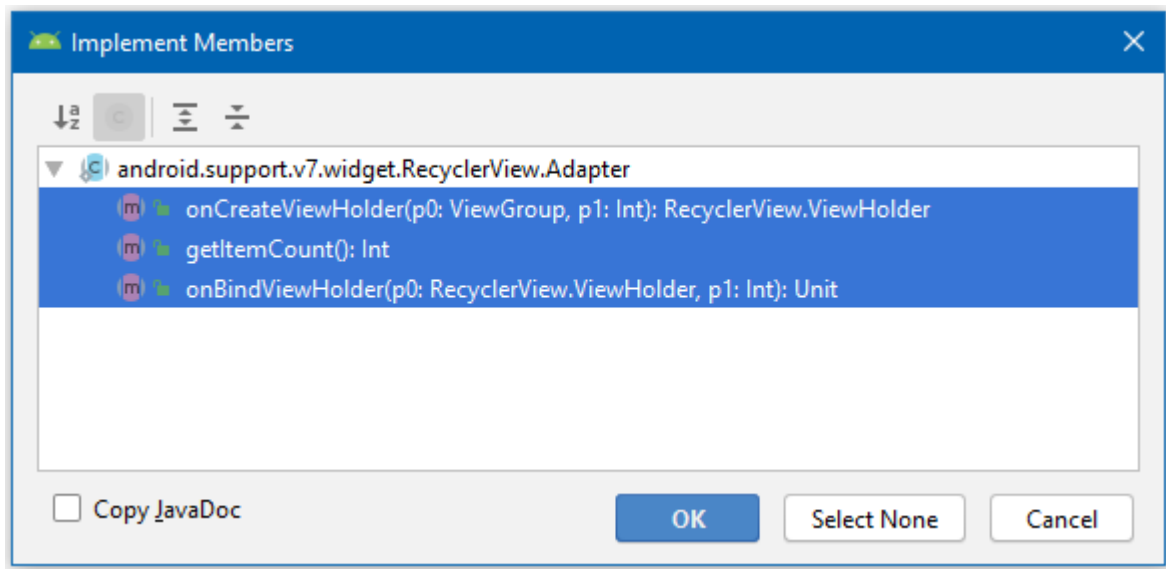 Implement Members
android.support.v7.widget.RecyclerView.Adapter
onCreateViewHolder(p0: ViewGroup, p1: Int): RecyclerView.ViewHolder
getItemCount(): Int
onBindViewHolder(p0: RecyclerView.ViewHolder, p1: Int): Unit
Copy JavaDoc
OK
Select None
Cancel